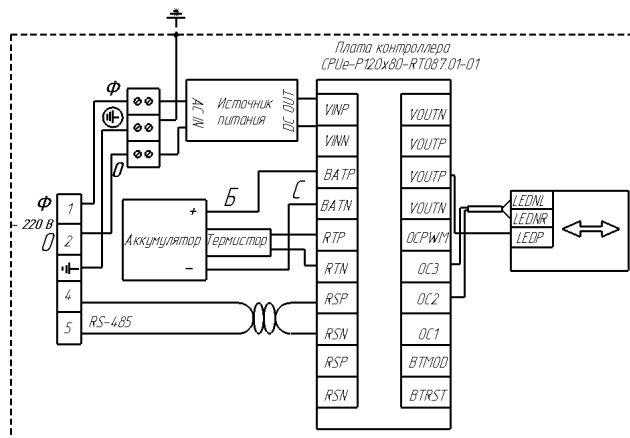 Плата контроллера
CPUe-P120x80-RT087.01-01
Ф
0
AC IN
Источник
питания
DC OUT
VINP
VINN
BATP
BATN
RTP
RTN
RSP
RSN
RSP
RSN
VOUTN
VOUTP
VOUTP
VOUTN
OCPWM
OC3
OC2
OC1
BTMOD
BTRST
LEDNL
LEDNR
LEDP
Б
С
+
Аккумулятор
Термистор
-
Ф
~ 220 В
0
1
2
4
5
RS-485